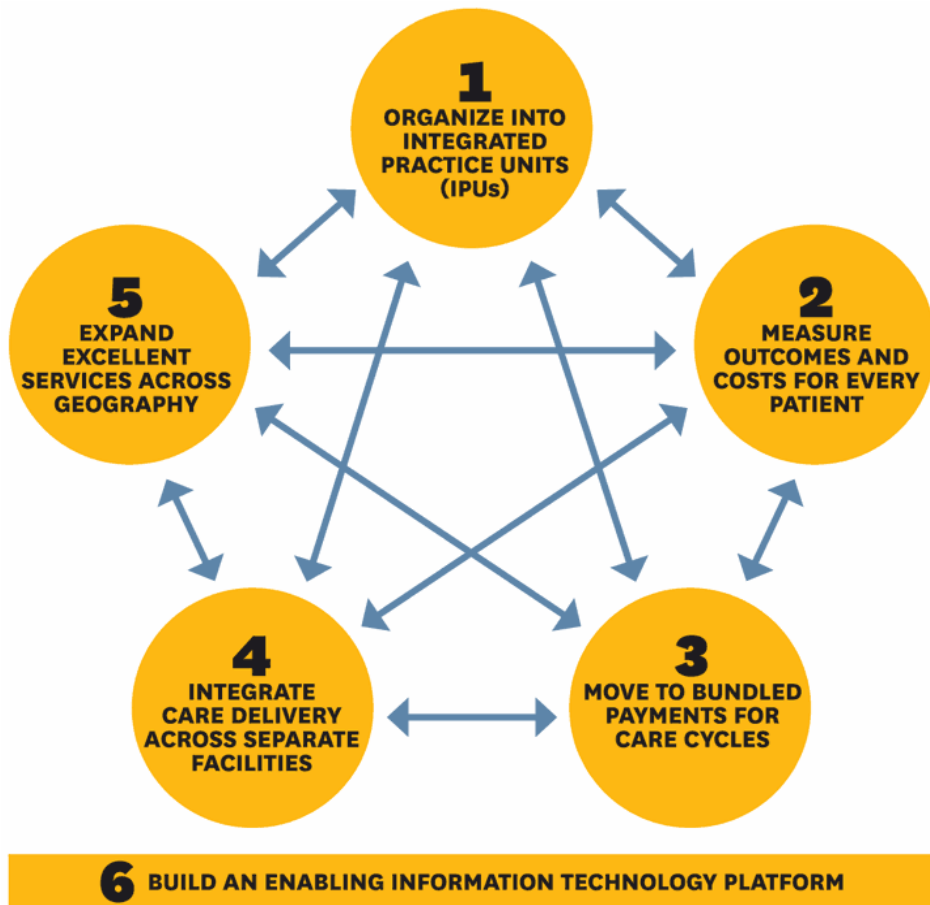 1
ORGANIZE INTO
INTEGRATED
PRACTICE UNITS
(IPUs)
2
MEASURE
OUTCOMES AND
COSTS FOR EVERY
PATIENT
3
MOVE TO BUNDLED
PAYMENTS FOR
CARE CYCLES
4
INTEGRATE
CARE DELIVERY
ACROSS SEPARATE
FACILITIES
5
EXPAND
EXCELLENT
SERVICES ACROSS
GEOGRAPHY
6 BUILD AN ENABLING INFORMATION TECHNOLOGY PLATFORM